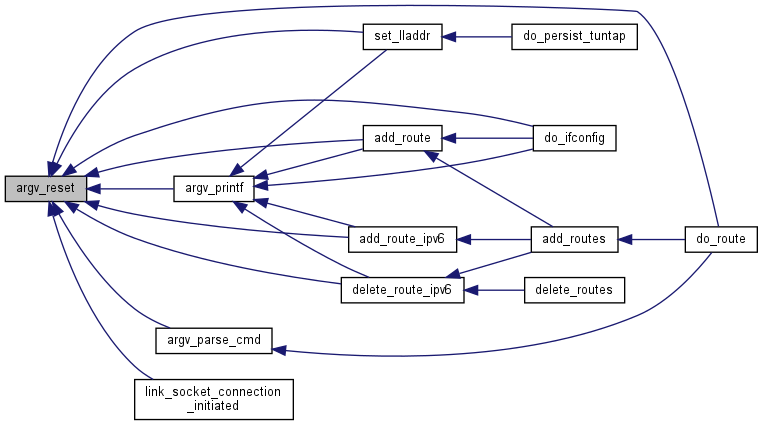 set_lladdr
do_persist_tuntap
add_route
do_ifconfig
argv_reset
argv_printf
add_route_ipv6
add_routes
do_route
delete_route_ipv6
delete_routes
argv_parse_cmd
link_socket_connection
_initiated